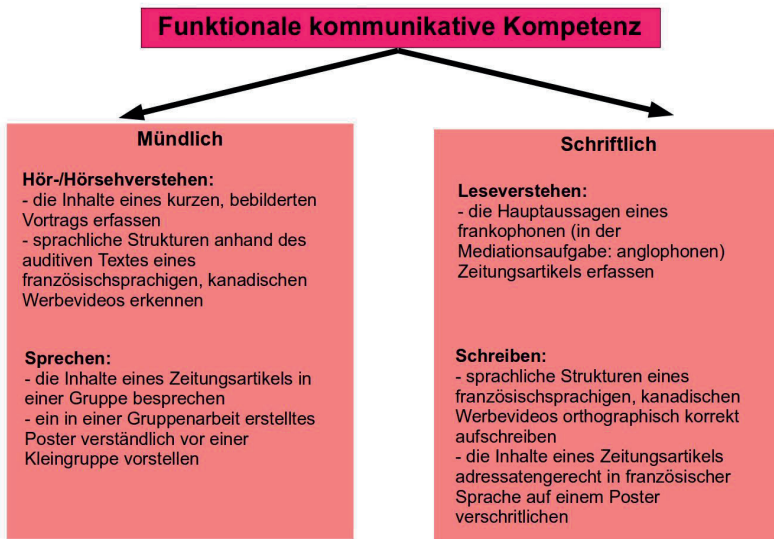 Funktionale kommunikative Kompetenz
Mündlich
Hör-/Hörsehverstehen:
- die Inhalte eines kurzen, bebilderten
Vortrags erfassen
- sprachliche Strukturen anhand des
auditiven Textes eines
französischsprachigen, kanadischen
Werbevideos erkennen
Sprechen:
- die Inhalte eines Zeitungsartikels in
einer Gruppe besprechen
- ein in einer Gruppenarbeit erstelltes
Poster verständlich vor einer
Kleingruppe vorstellen
Schriftlich
Leseverstehen:
- die Hauptaussagen eines
frankophonen (in der
Mediationsaufgabe: anglophonen)
Zeitungsartikels erfassen
Schreiben:
- sprachliche Strukturen eines
französischsprachigen, kanadischen
Werbevideos orthographisch korrekt
aufschreiben
- die Inhalte eines Zeitungsartikels
adressatengerecht in französischer
Sprache auf einem Poster
verschritlichen